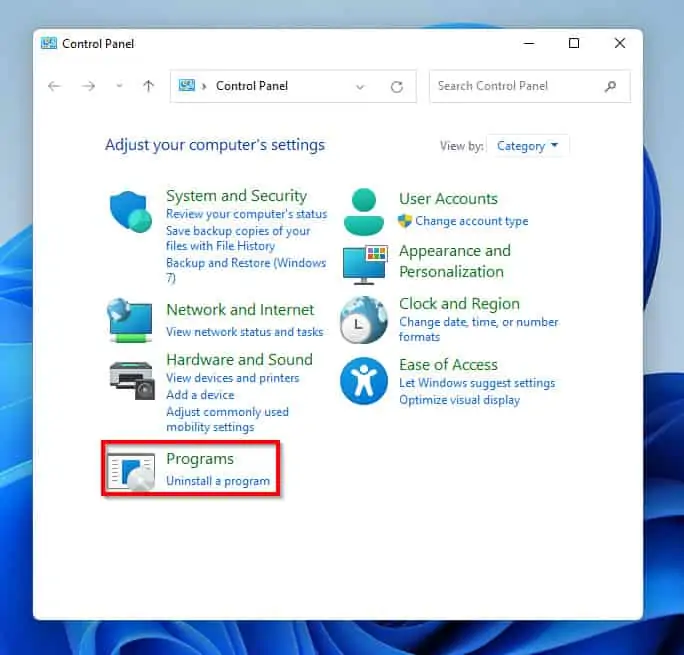 Control Panel
Control Panel
Search Control Panel
Adjust your computer's settings
View by:
Category
System and Security
Review your computer's status
Save backup copies of your
files with File History
Backup and Restore (Windows
7)
Network and Internet
View network status and tasks
Hardware and Sound
View devices and printers
Add a device
Adjust commonly used
mobility settings
Programs
Uninstall a program
User Accounts
Change account type
Appearance and
Personalization
Clock and Region
Change date, time, or number
formats
Ease of Access
Let Windows suggest settings
Optimize visual display